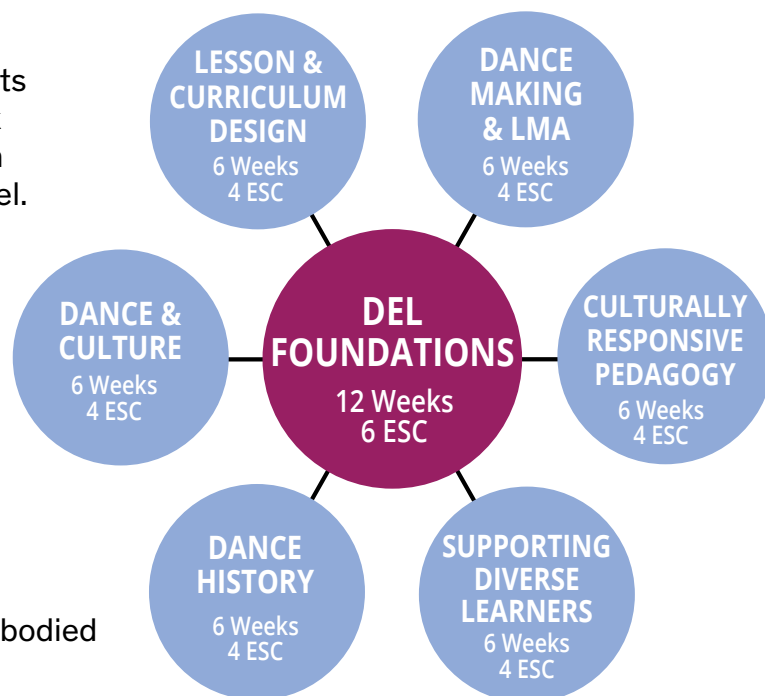 LESSON &
CURRICULUM
DESIGN
6 Weeks
4 ESC
DANCE
MAKING
& LMA
6 Weeks
4 ESC
ts
el.
DANCE &
CULTURE
6 Weeks
4 ESC
DEL
FOUNDATIONS
12 Weeks
6 ESC
CULTURALLY
RESPONSIVE
PEDAGOGY
6 Weeks
4 ESC
DANCE
HISTORY
6 Weeks
4 ESC
SUPPORTING
DIVERSE
LEARNERS
6 Weeks
4 ESC
bodied